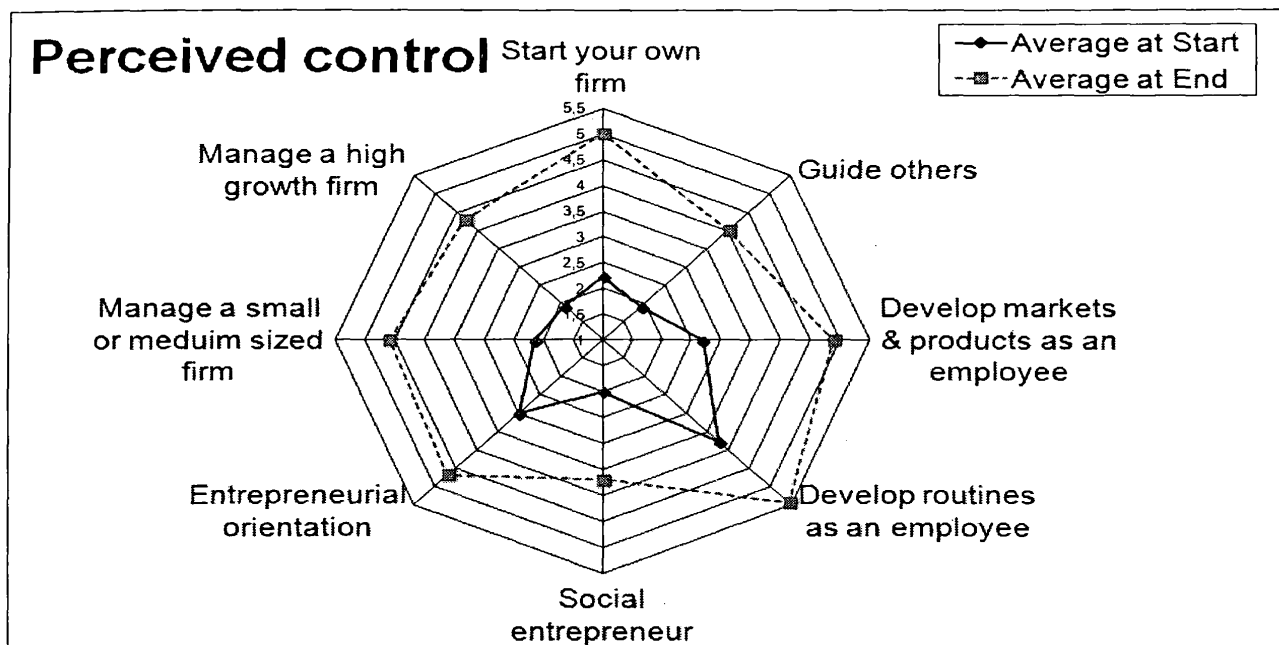 Perceived control
Start your own
firm
Average at Start
Average at End
5,5
5
4,5
4
3,5
3
2,5
2
1,5
1
Guide others
Develop markets
& products as an
employee
Develop routines
as an employee
Social
entrepreneur
Entrepreneurial
orientation
Manage a small
or meduim sized
firm
Manage a high
growth firm